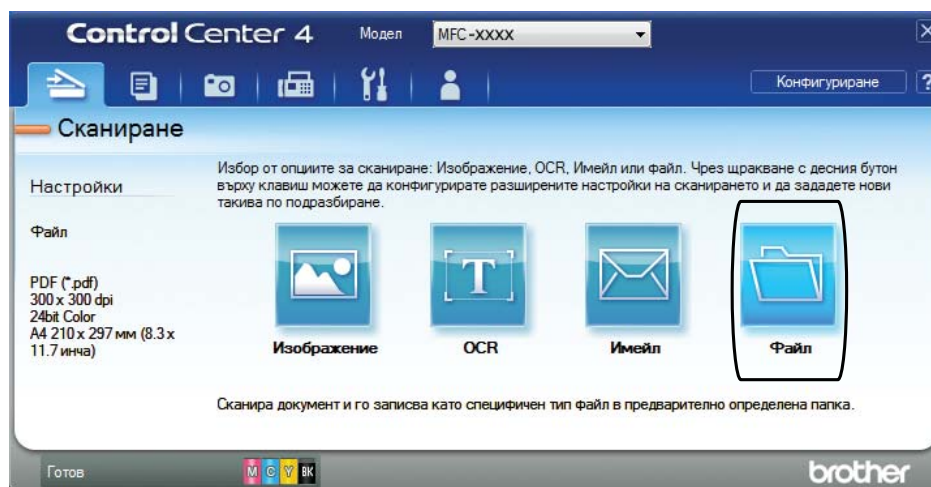 Control Center 4
Модел
MFC-XXXX
Конфигуриране
?
Сканиране
Настройки
Файл
PDF (*.pdf)
300 x 300 dpi
24bit Color
A4 210 x 297 мм (8.3 x
11.7 инча)
Избор от опциите за сканиране: Изображение, OCR, Имейл или файл. Чрез щракване с десния бутон
върху клавиш можете да конфигурирате разширените настройки на сканирането и да зададете нови
такива по подразбиране.
T
Изображение
OCR
Имейл
Файл
Сканира документ и го записва като специфичен тип файл в предварително определена папка.
Готов
M C Y BK
brother